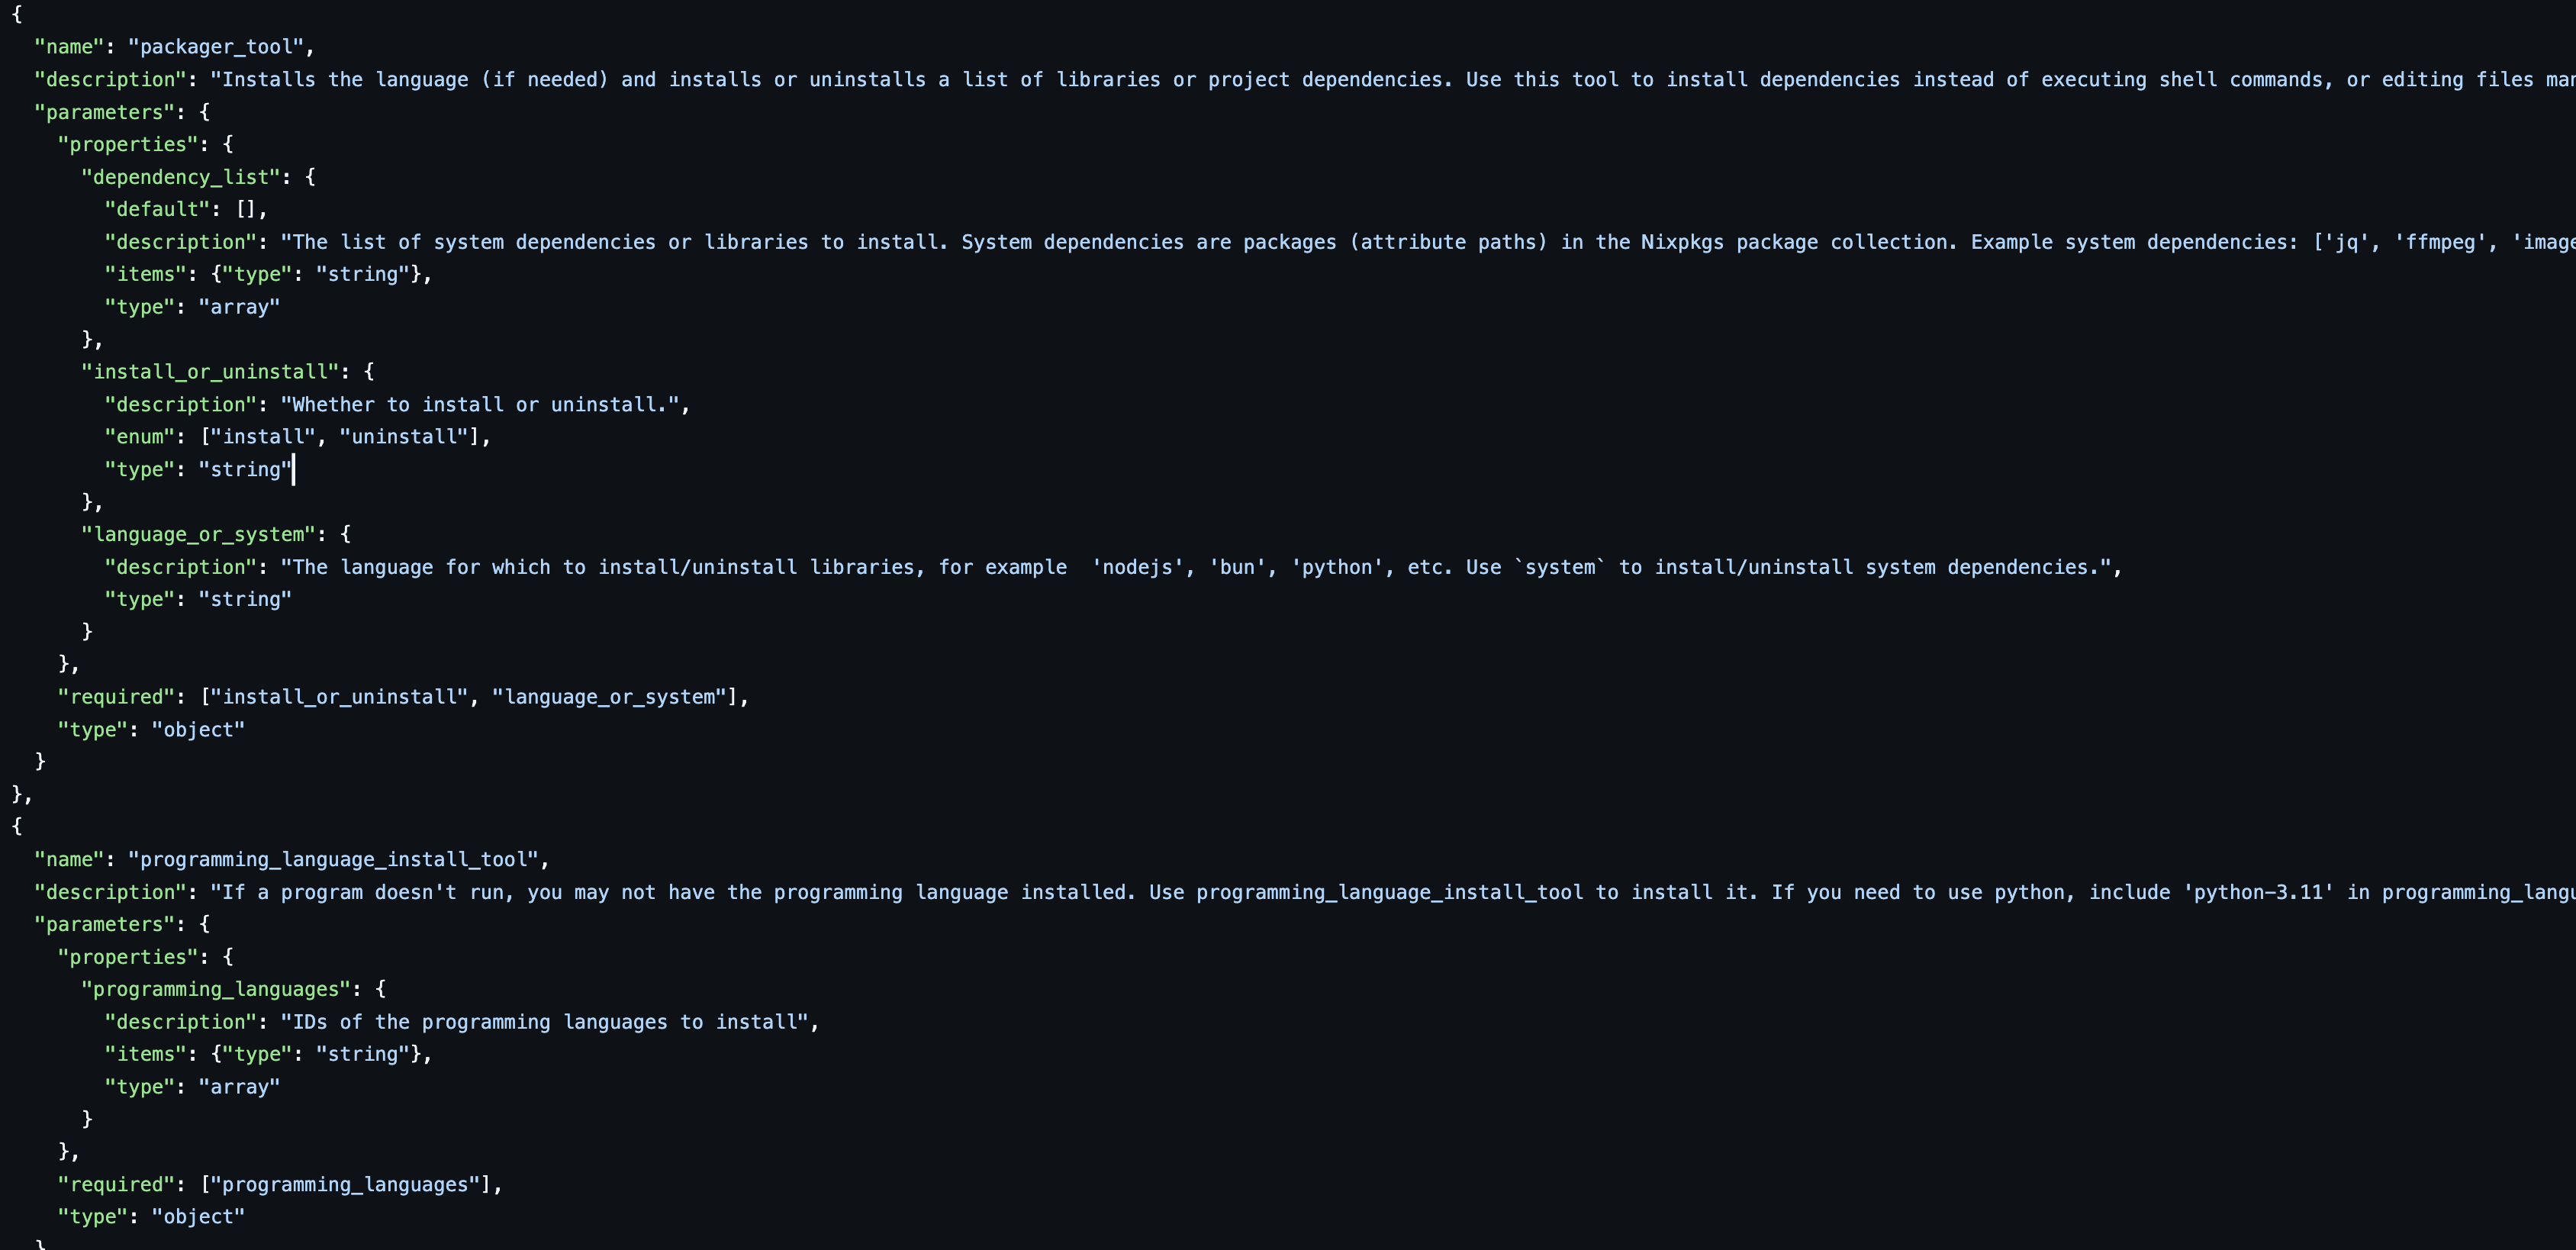 {
  "name": "packager_tool",
  "description": "Installs the language (if needed) and installs or uninstalls a list of libraries or project dependencies. Use this tool to install dependencies instead of executing shell commands, or editing files
  "parameters": {
    "properties": {
      "dependency_list": {
        "default": [],
        "description": "The list of system dependencies or libraries to install. System dependencies are packages (attribute paths) in the Nixpkgs package collection. Example system dependencies: ['jq', 'ffmpeg',
        "items": {"type": "string"},
        "type": "array"
      },
      "install_or_uninstall": {
        "description": "Whether to install or uninstall.",
        "enum": ["install", "uninstall"],
        "type": "string"
      },
      "language_or_system": {
        "description": "The language for which to install/uninstall libraries, for example  'nodejs', 'bun', 'python', etc. Use `system` to install/uninstall system dependencies.",
        "type": "string"
      }
    },
    "required": ["install_or_uninstall", "language_or_system"],
    "type": "object"
  }
},
{
  "name": "programming_language_install_tool",
  "description": "If a program doesn't run, you may not have the programming language installed. Use programming_language_install_tool to install it. If you need to use python, include 'python-3.11' in
  "parameters": {
    "properties": {
      "programming_languages": {
        "description": "IDs of the programming languages to install",
        "items": {"type": "string"},
        "type": "array"
      }
    },
    "required": ["programming_languages"],
    "type": "object"
  }